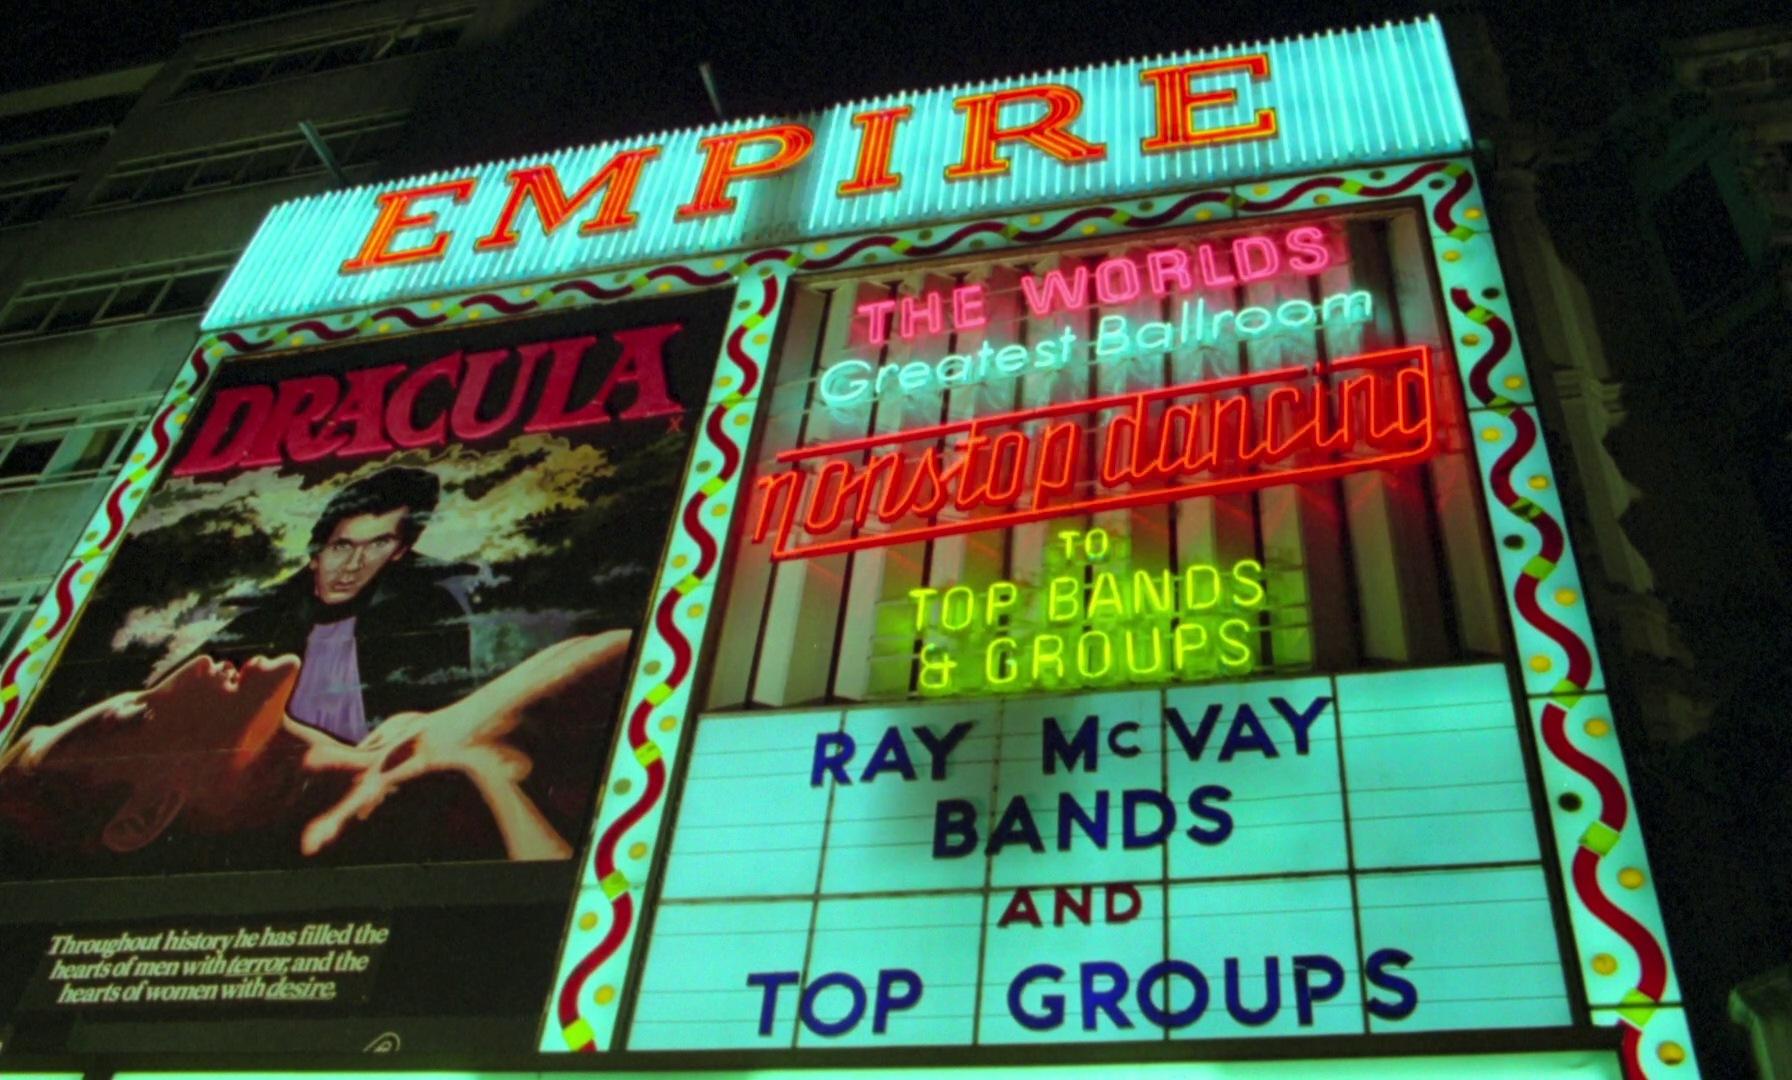 EMPIRE
DRACULA
X
Throughout history he has filled the
hearts of men with terror, and the
hearts of women with desire.
THE WORLDS
Greatest Ballroom
nonstop dancing
TO
TOP BANDS
& GROUPS
RAY McVAY
BANDS
AND
TOP GROUPS